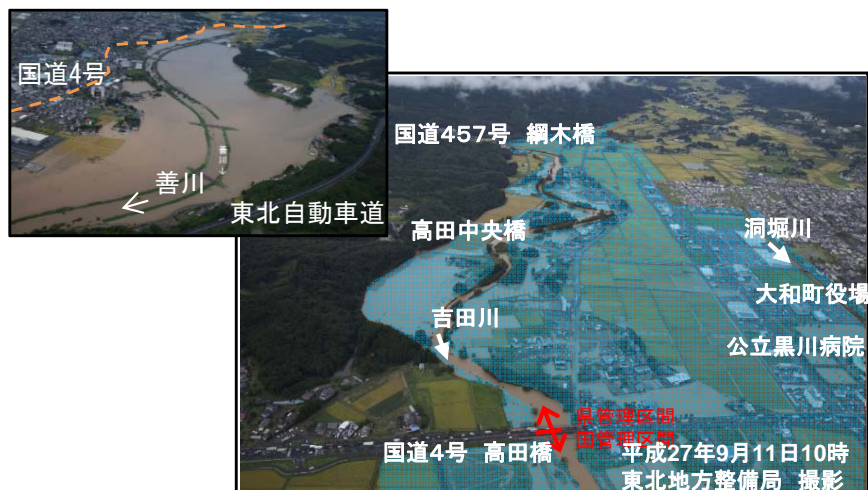 国道4号
善川↓
善川
東北自動車道
国道457号 網木橋
高田中央橋
洞堀川
大和町役場
吉田川
公立黒川病院
県管理区間
国管理区間
国道4号 高田橋
平成27年9月11日10時
東北地方整備局 撮影